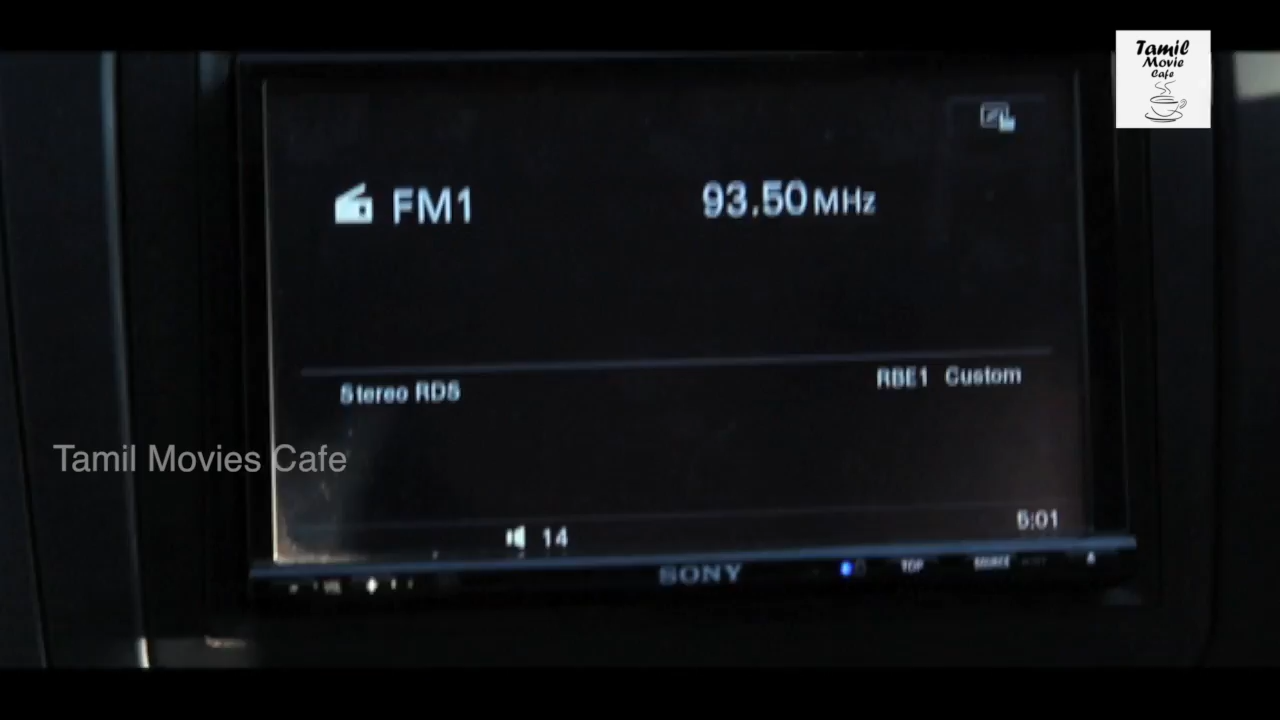 Tamil
Movie
Cafe
FM1 93.50 MHz
Stereo RDS RBE1 Custom
Tamil Movies Cafe
14 5:01
SONY TOP SOURCE